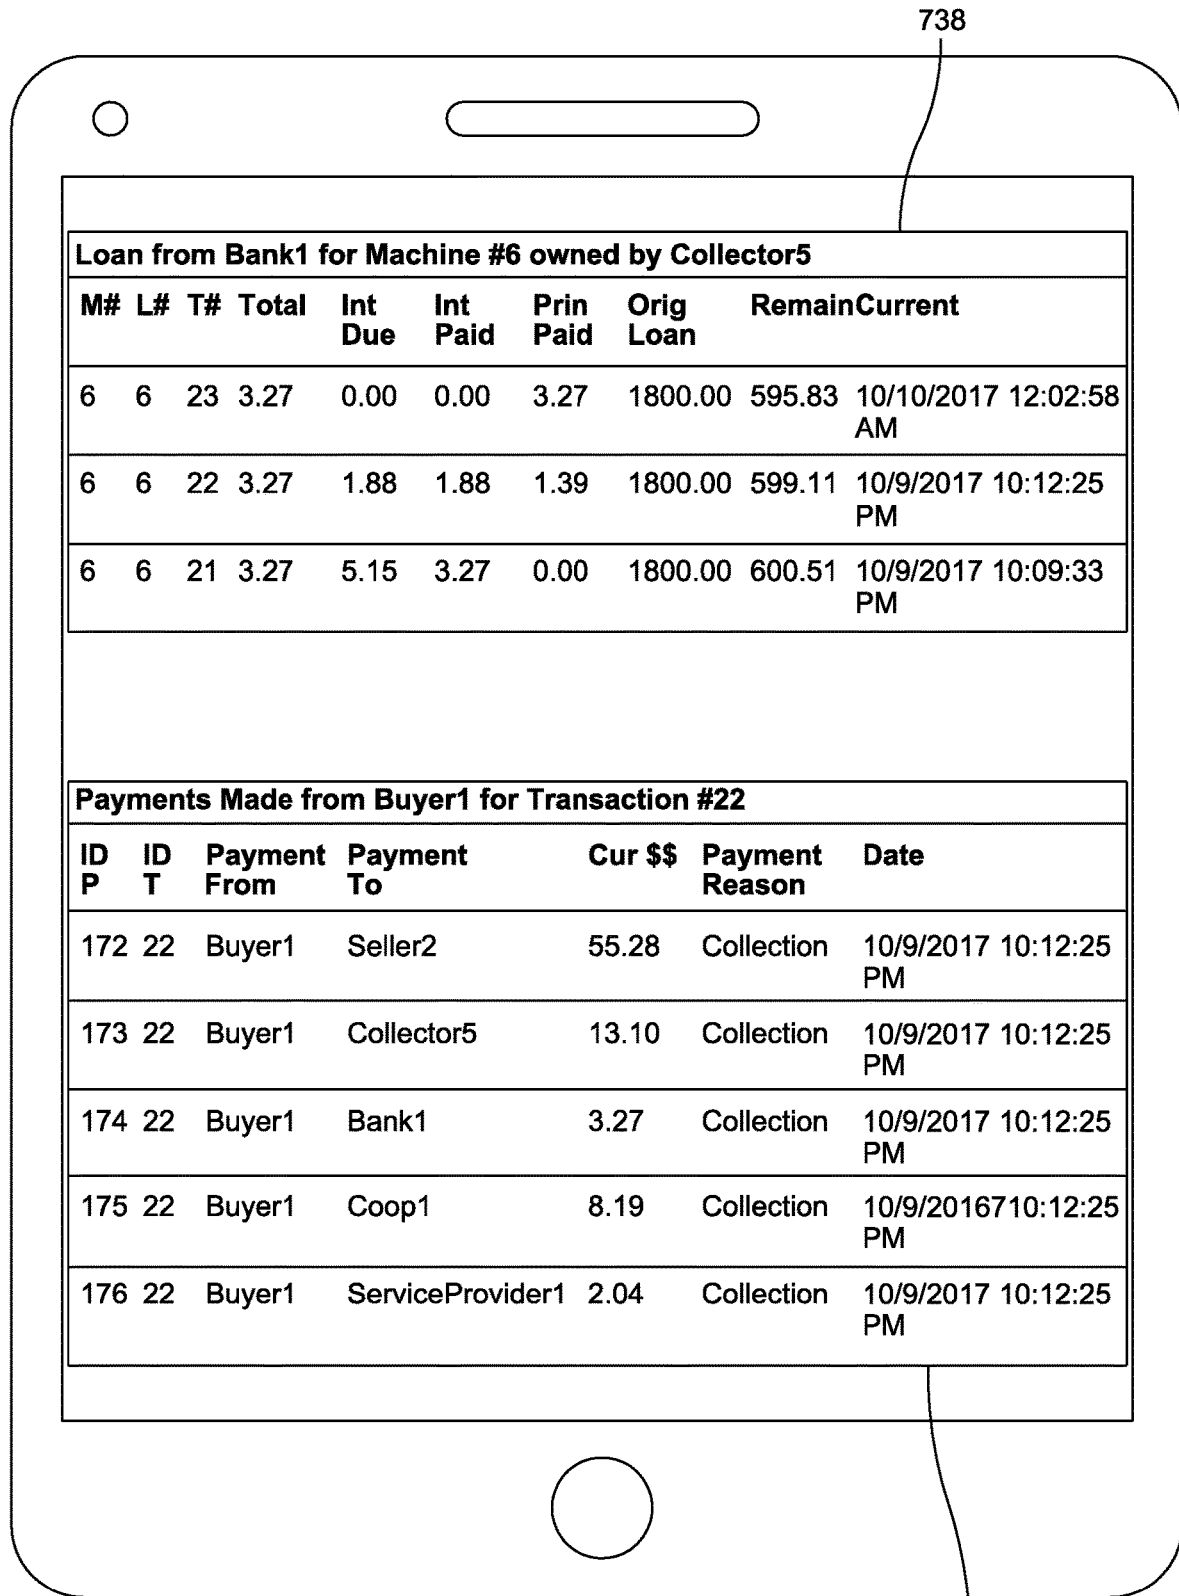 738
Loan from Bank1 for Machine #6 owned by Collector5
M# L# T# Total Int Due Int Paid Prin Paid Orig Loan Remain Current
6 6 23 3.27 0.00 0.00 3.27 1800.00 595.83 10/10/2017 12:02:58 AM
6 6 22 3.27 1.88 1.88 1.39 1800.00 599.11 10/9/2017 10:12:25 PM
6 6 21 3.27 5.15 3.27 0.00 1800.00 600.51 10/9/2017 10:09:33 PM
Payments Made from Buyer1 for Transaction #22
ID P ID T Payment From Payment To Cur $$ Payment Reason Date
172 22 Buyer1 Seller2 55.28 Collection 10/9/2017 10:12:25 PM
173 22 Buyer1 Collector5 13.10 Collection 10/9/2017 10:12:25 PM
174 22 Buyer1 Bank1 3.27 Collection 10/9/2017 10:12:25 PM
175 22 Buyer1 Coop1 8.19 Collection 10/9/2016710:12:25 PM
176 22 Buyer1 ServiceProvider1 2.04 Collection 10/9/2017 10:12:25 PM